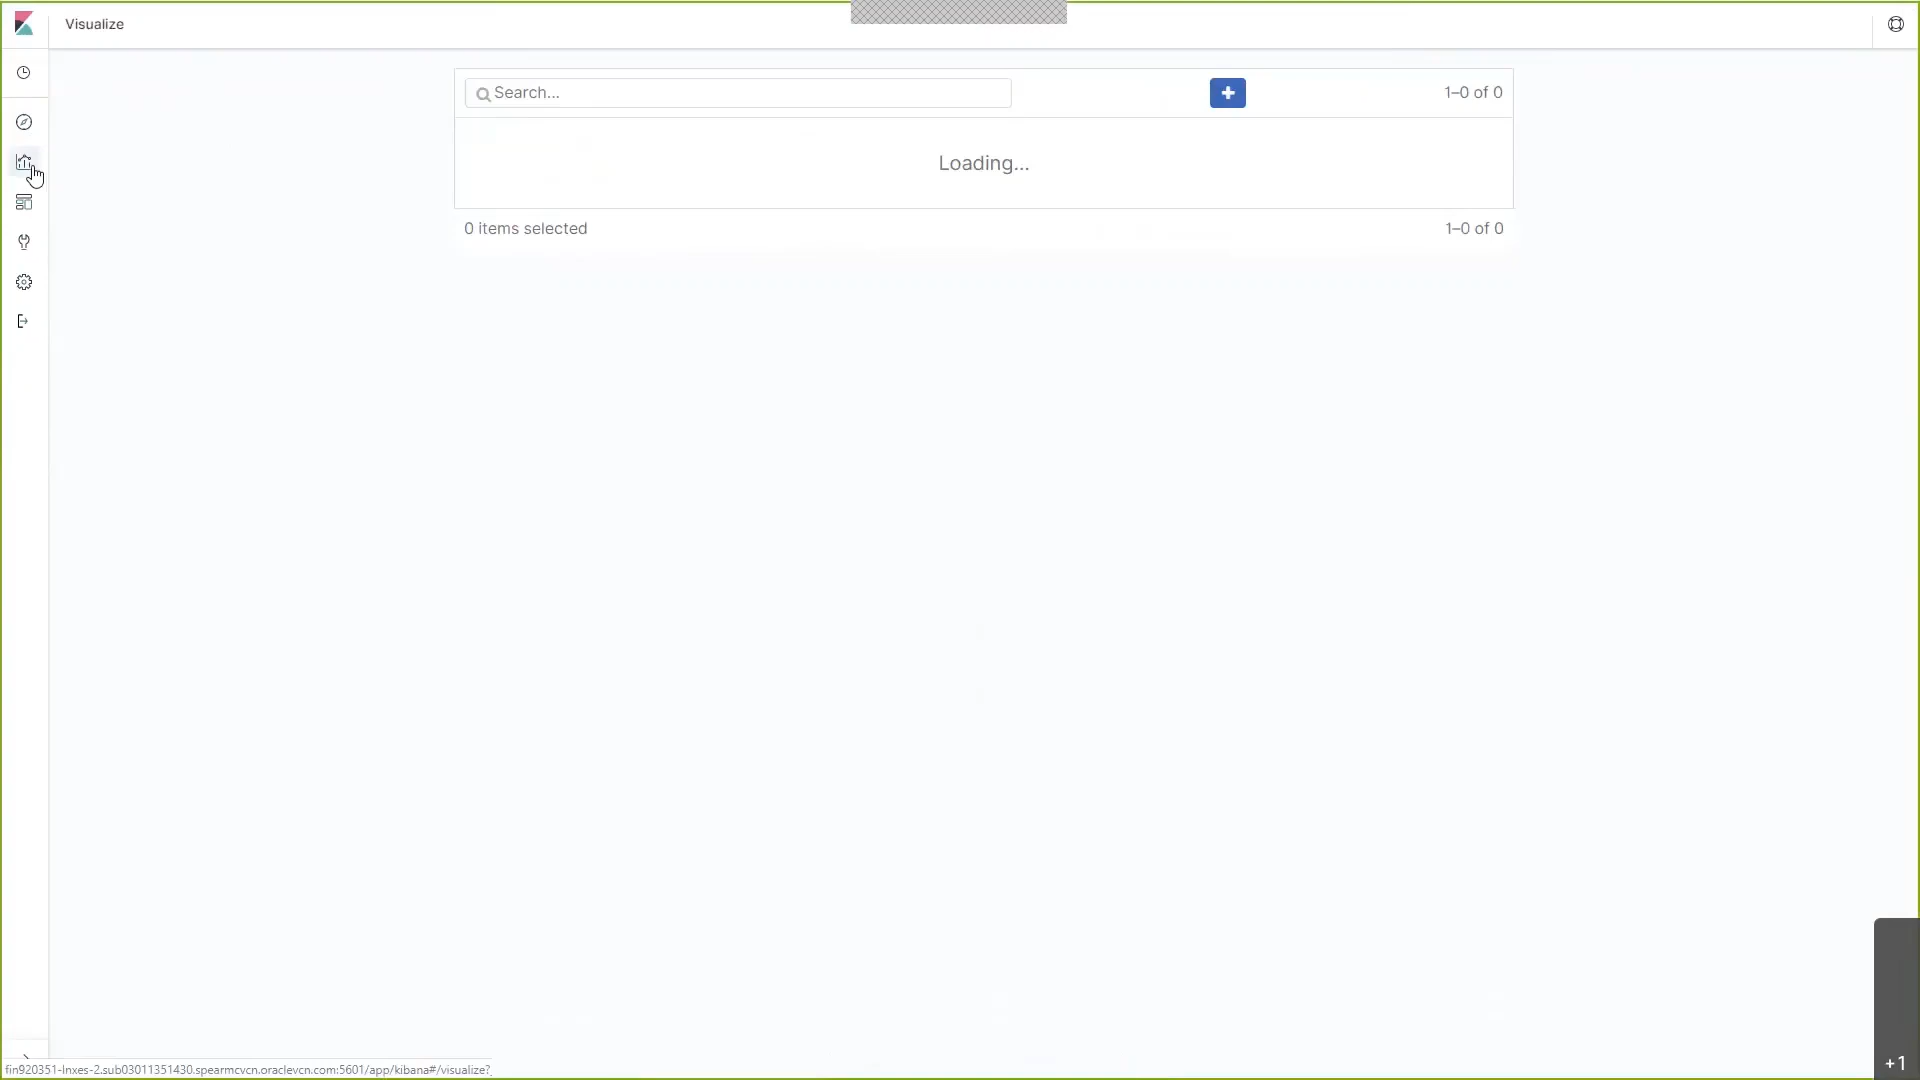 Visualize
Search...
1–0 of 0
Loading...
0 items selected
1–0 of 0
fin920351-lnxes-2.sub03011351430.spearmcvcn.oraclevcn.com:5601/app/kibana#/visualize?_
+1